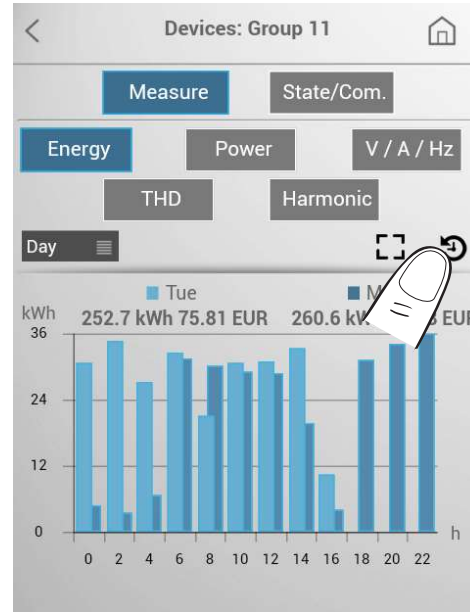 Devices: Group 11
Measure State/Com.
Energy Power V / A / Hz
THD Harmonic
Day
Tue
kWh 252.7 kWh 75.81 EUR 260.6
36
24
12
0
h
0 2 4 6 8 10 12 14 16 18 20 22